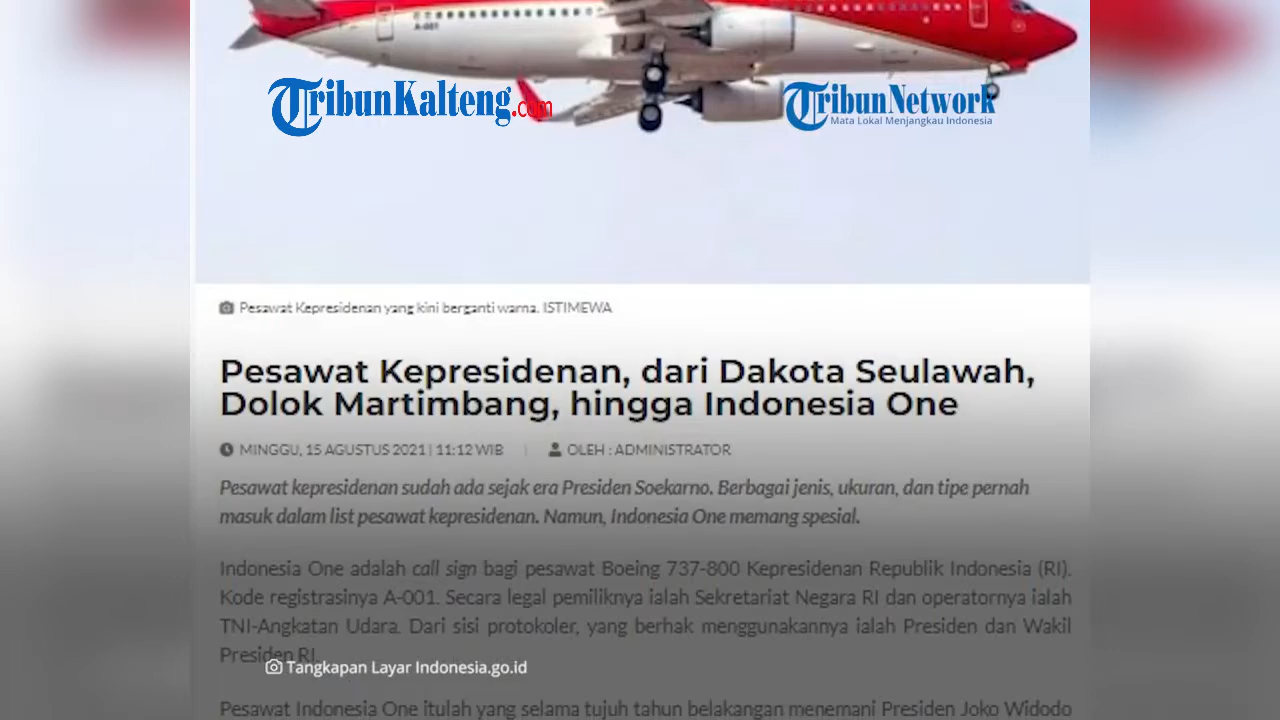 A-001
TribunKalteng.com
TribunNetwork
Mata Lokal Menjangkau Indonesia
Pesawat Kepresidenan yang kini berganti warna. ISTIMEWA
Pesawat Kepresidenan, dari Dakota Seulawah,
Dolok Martimbang, hingga Indonesia One
MINGGU, 15 AGUSTUS 2021 | 11:12 WIB | OLEH : ADMINISTRATOR
Pesawat kepresidenan sudah ada sejak era Presiden Soekarno. Berbagai jenis, ukuran, dan tipe pernah
masuk dalam list pesawat kepresidenan. Namun, Indonesia One memang spesial.
Indonesia One adalah call sign bagi pesawat Boeing 737-800 Kepresidenan Republik Indonesia (RI).
Kode registrasinya A-001. Secara legal pemiliknya ialah Sekretariat Negara RI dan operatornya ialah
TNI-Angkatan Udara. Dari sisi protokoler, yang berhak menggunakannya ialah Presiden dan Wakil
Presiden RI.
Tangkapan Layar Indonesia.go.id
Pesawat Indonesia One itulah yang selama tujuh tahun belakangan menemani Presiden Joko Widodo